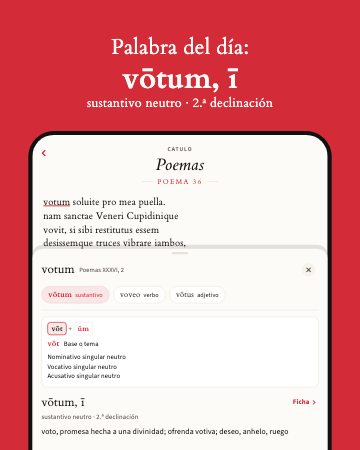 Palabra del día:
vōtum, ī
sustantivo neutro · 2.ª declinación
CATULO
Poemas
POEMA 36
votum soluite pro mea puella.
nam sanctae Veneri Cupidinique
vovit, si sibi restitutus essem
desissemque truces vibrare iambos,
votum Poemas XXXVI, 2
vōtum sustantivo voveo verbo vōtus adjetivo
vōt + ŭm
vōt Base o tema
Nominativo singular neutro
Vocativo singular neutro
Acusativo singular neutro
vōtum, ī Ficha
sustantivo neutro · 2.ª declinación
voto, promesa hecha a una divinidad; ofrenda votiva; deseo, anhelo, ruego